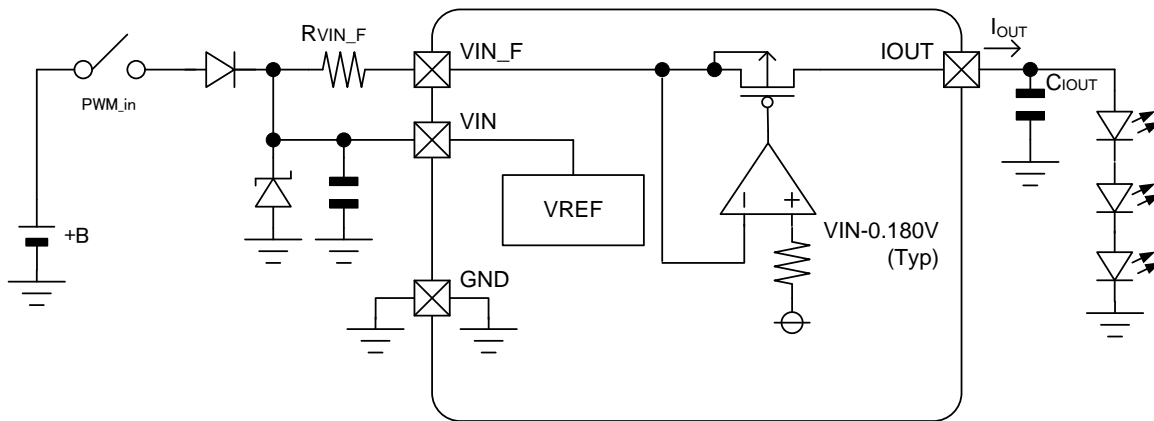 RVIN_F
VIN_F
IOUT
IOUT
PWM_in
CIOUT
VIN
VREF
+B
VIN-0.180V
(Typ)
GND